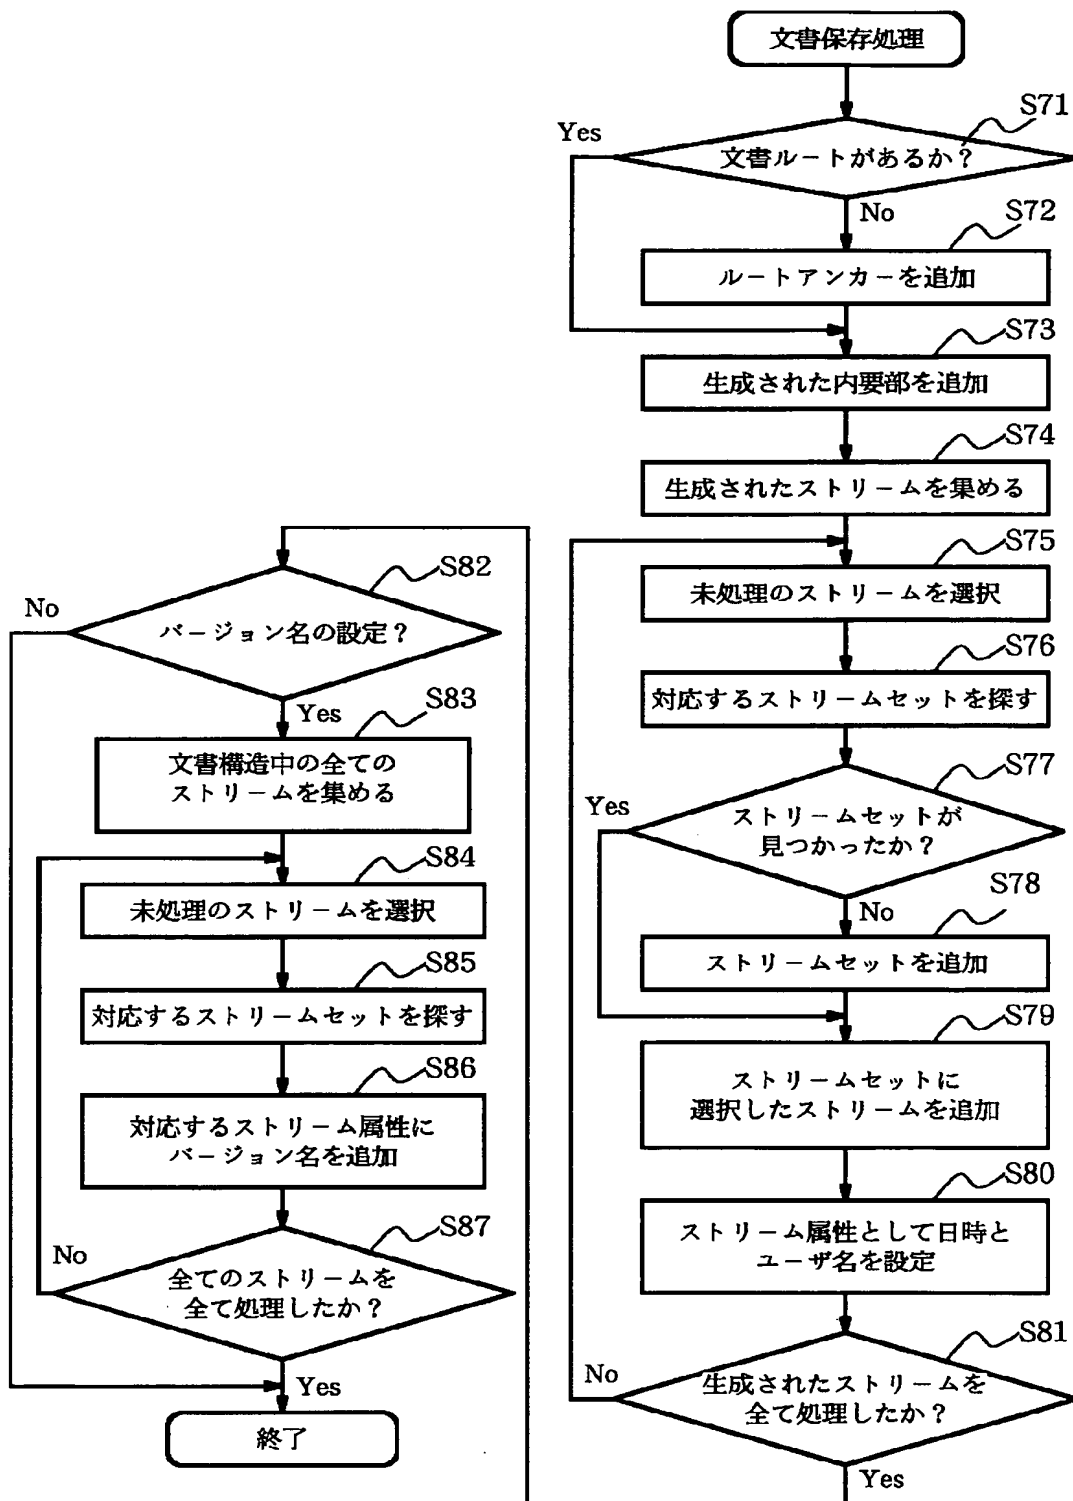 文書保存処理
S71
Yes
文書ルートがあるか？
No
S72
ルートアンカーを追加
S73
生成された内要部を追加
S74
生成されたストリームを集める
S75
未処理のストリームを選択
S76
対応するストリームセットを探す
S77
Yes
ストリームセットが
見つかったか？
No
S78
ストリームセットを追加
S79
ストリームセットに
選択したストリームを追加
S80
ストリーム属性として日時と
ユーザ名を設定
S81
No
生成されたストリームを
全て処理したか？
Yes
S82
No
バージョン名の設定？
Yes
S83
文書構造中の全ての
ストリームを集める
S84
未処理のストリームを選択
S85
対応するストリームセットを探す
S86
対応するストリーム属性に
バージョン名を追加
S87
No
全てのストリームを
全て処理したか？
Yes
終了